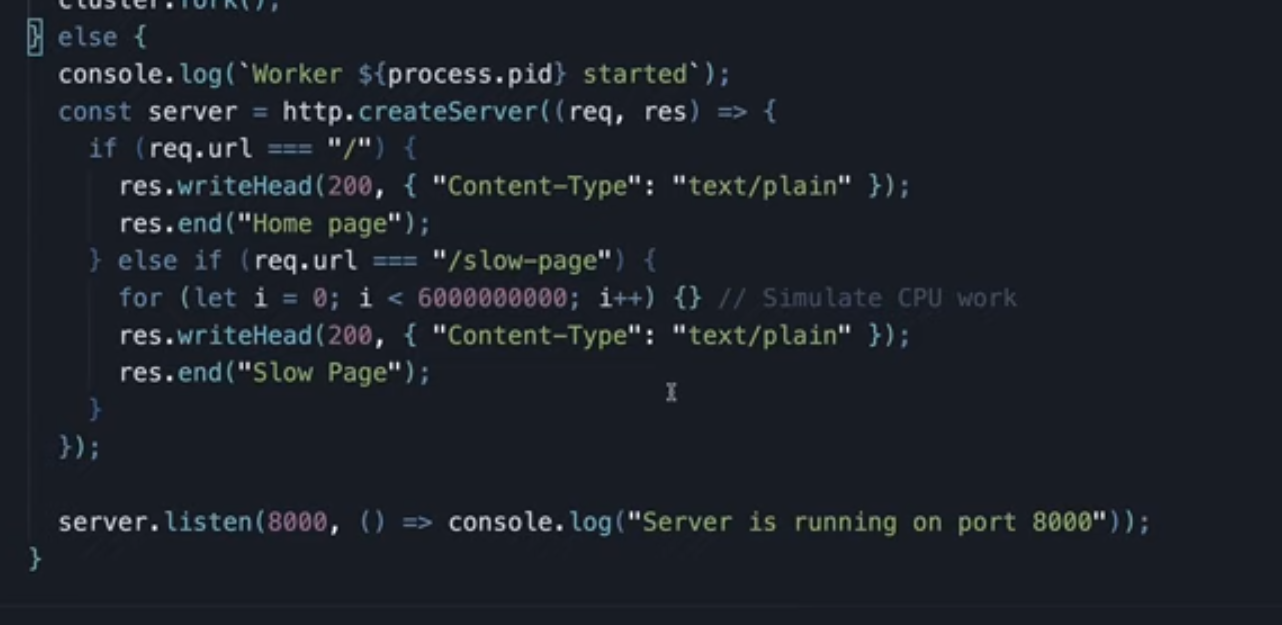 cluster.fork();
} else {
console.log(`Worker ${process.pid} started`);
const server = http.createServer((req, res) => {
if (req.url === "/") {
res.writeHead(200, { "Content-Type": "text/plain" });
res.end("Home page");
} else if (req.url === "/slow-page") {
for (let i = 0; i < 6000000000; i++) {} // Simulate CPU work
res.writeHead(200, { "Content-Type": "text/plain" });
res.end("Slow Page");
}
});
server.listen(8000, () => console.log("Server is running on port 8000"));
}